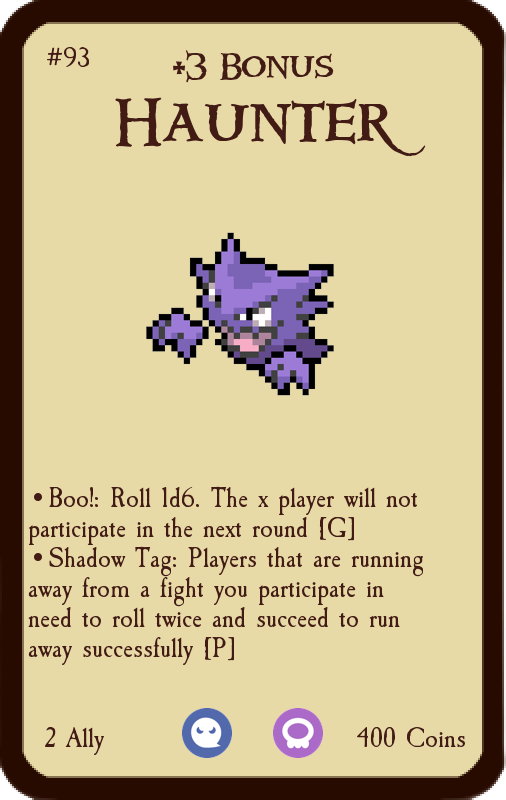 #93
+3 Bonus
Haunter
• Boo!: Roll 1d6. The x player will not
participate in the next round [G]
• Shadow Tag: Players that are running
away from a fight you participate in
need to roll twice and succeed to run
away successfully [P]
2 Ally
400 Coins